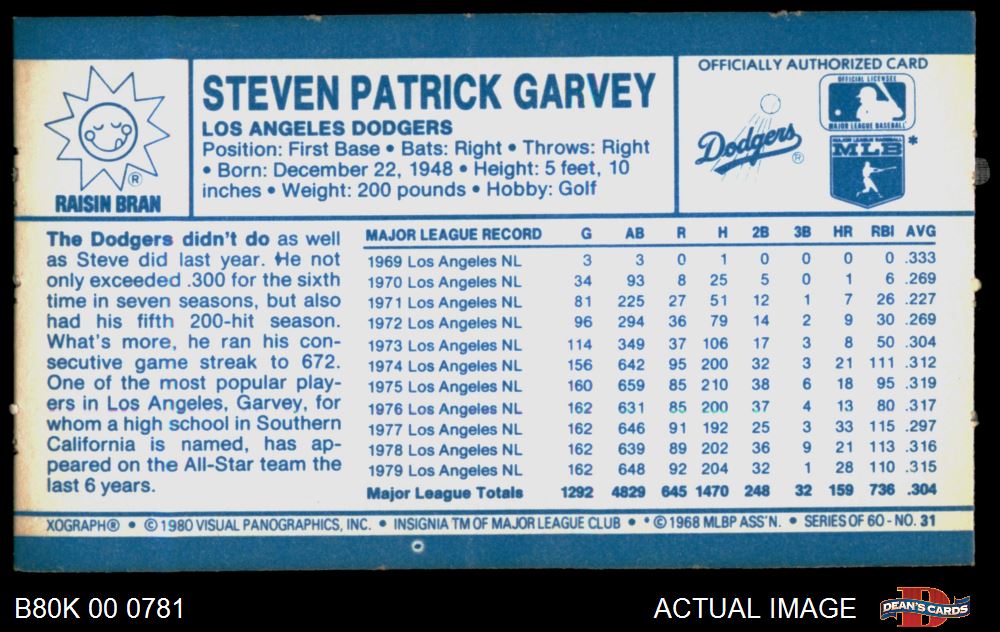 RAISIN BRAN
®
STEVEN PATRICK GARVEY
LOS ANGELES DODGERS
Position: First Base • Bats: Right • Throws: Right
• Born: December 22, 1948 • Height: 5 feet, 10
inches • Weight: 200 pounds • Hobby: Golf
OFFICIALLY AUTHORIZED CARD
Dodgers ®
OFFICIAL LICENSEE
MAJOR LEAGUE BASEBALL
MAJOR LEAGUE BASEBALL
MLB *
The Dodgers didn't do as well
as Steve did last year. He not
only exceeded .300 for the sixth
time in seven seasons, but also
had his fifth 200-hit season.
What's more, he ran his con-
secutive game streak to 672.
One of the most popular play-
ers in Los Angeles, Garvey, for
whom a high school in Southern
California is named, has ap-
peared on the All-Star team the
last 6 years.
MAJOR LEAGUE RECORD G AB R H 2B 3B HR RBI AVG
1969 Los Angeles NL 3 3 0 1 0 0 0 0 .333
1970 Los Angeles NL 34 93 8 25 5 0 1 6 .269
1971 Los Angeles NL 81 225 27 51 12 1 7 26 .227
1972 Los Angeles NL 96 294 36 79 14 2 9 30 .269
1973 Los Angeles NL 114 349 37 106 17 3 8 50 .304
1974 Los Angeles NL 156 642 95 200 32 3 21 111 .312
1975 Los Angeles NL 160 659 85 210 38 6 18 95 .319
1976 Los Angeles NL 162 631 85 200 37 4 13 80 .317
1977 Los Angeles NL 162 646 91 192 25 3 33 115 .297
1978 Los Angeles NL 162 639 89 202 36 9 21 113 .316
1979 Los Angeles NL 162 648 92 204 32 1 28 110 .315
Major League Totals 1292 4829 645 1470 248 32 159 736 .304
XOGRAPH® • © 1980 VISUAL PANOGRAPHICS, INC. • INSIGNIA TM OF MAJOR LEAGUE CLUB • * © 1968 MLBP ASS'N. • SERIES OF 60 - NO. 31
B80K 00 0781
ACTUAL IMAGE
DEAN'S CARDS